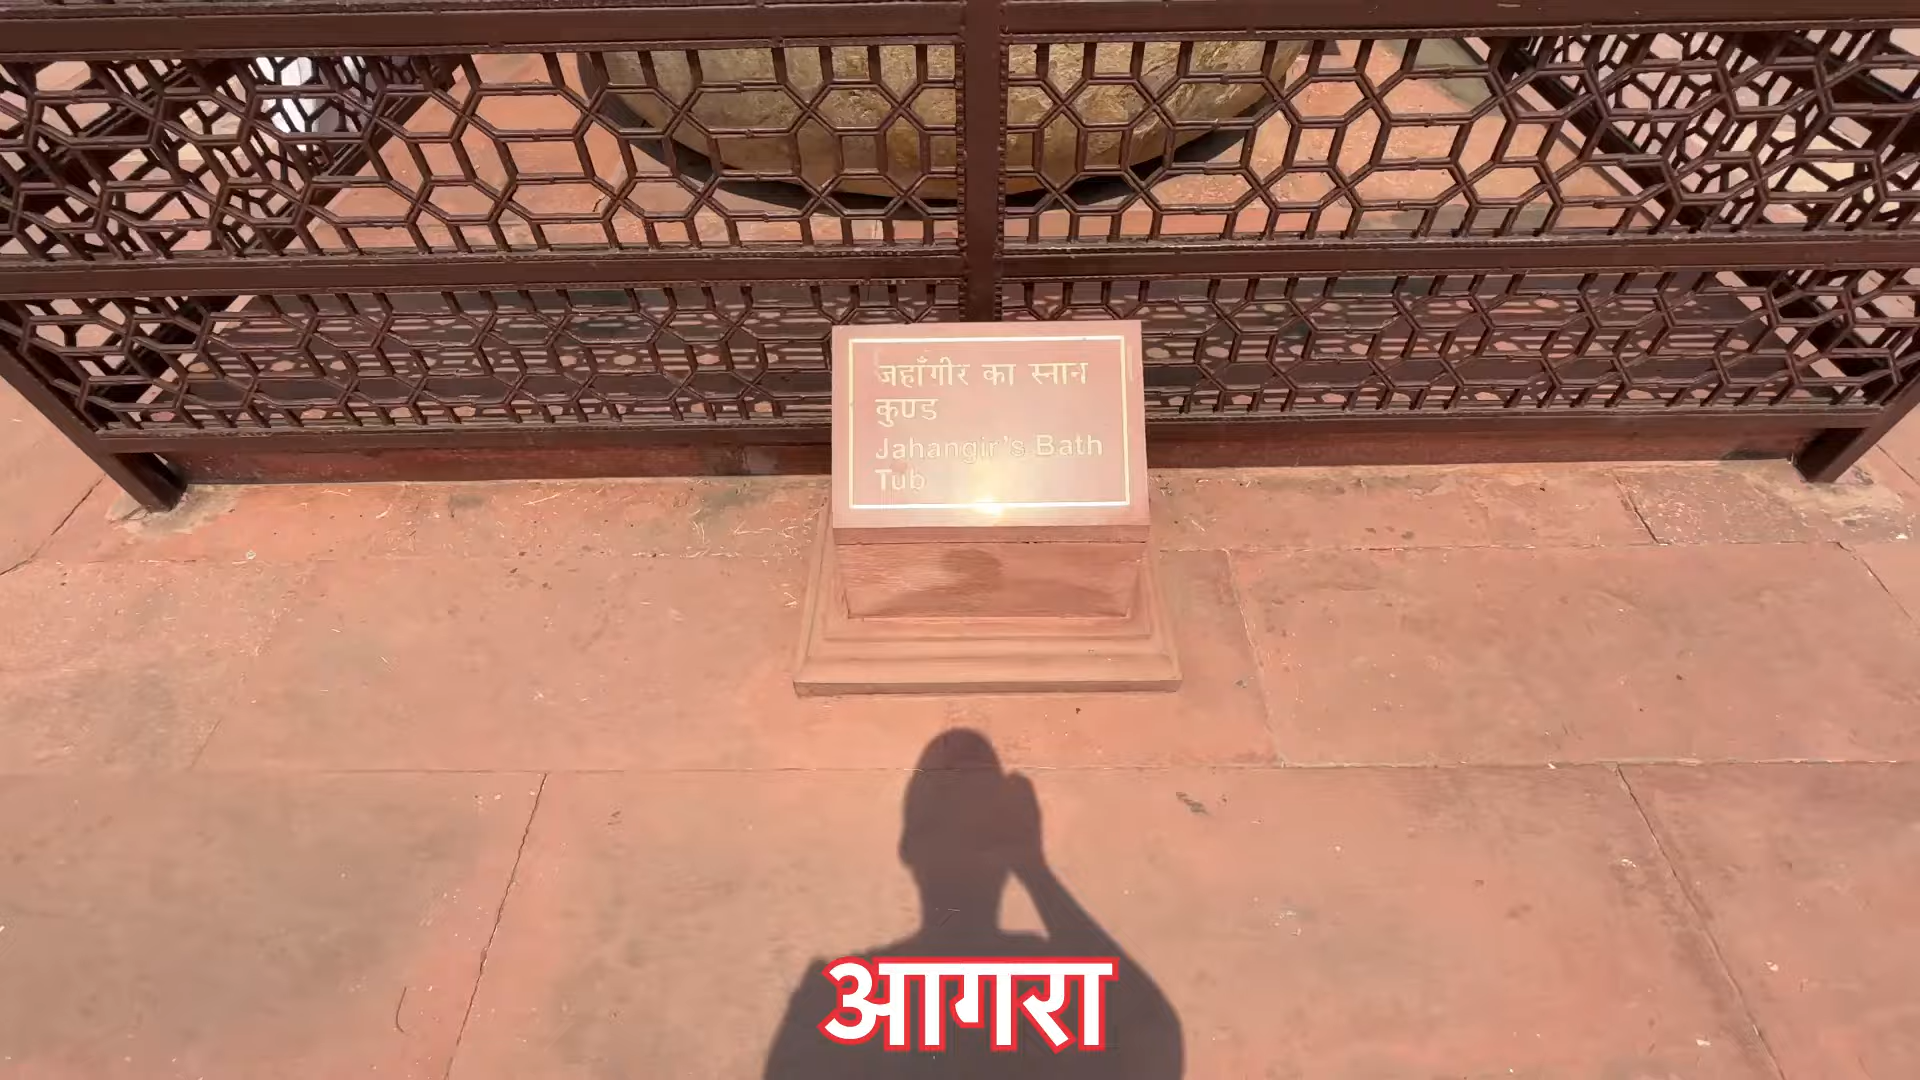 जहाँगीर का स्नान
कुण्ड
Jahangir's Bath
Tub
आगरा